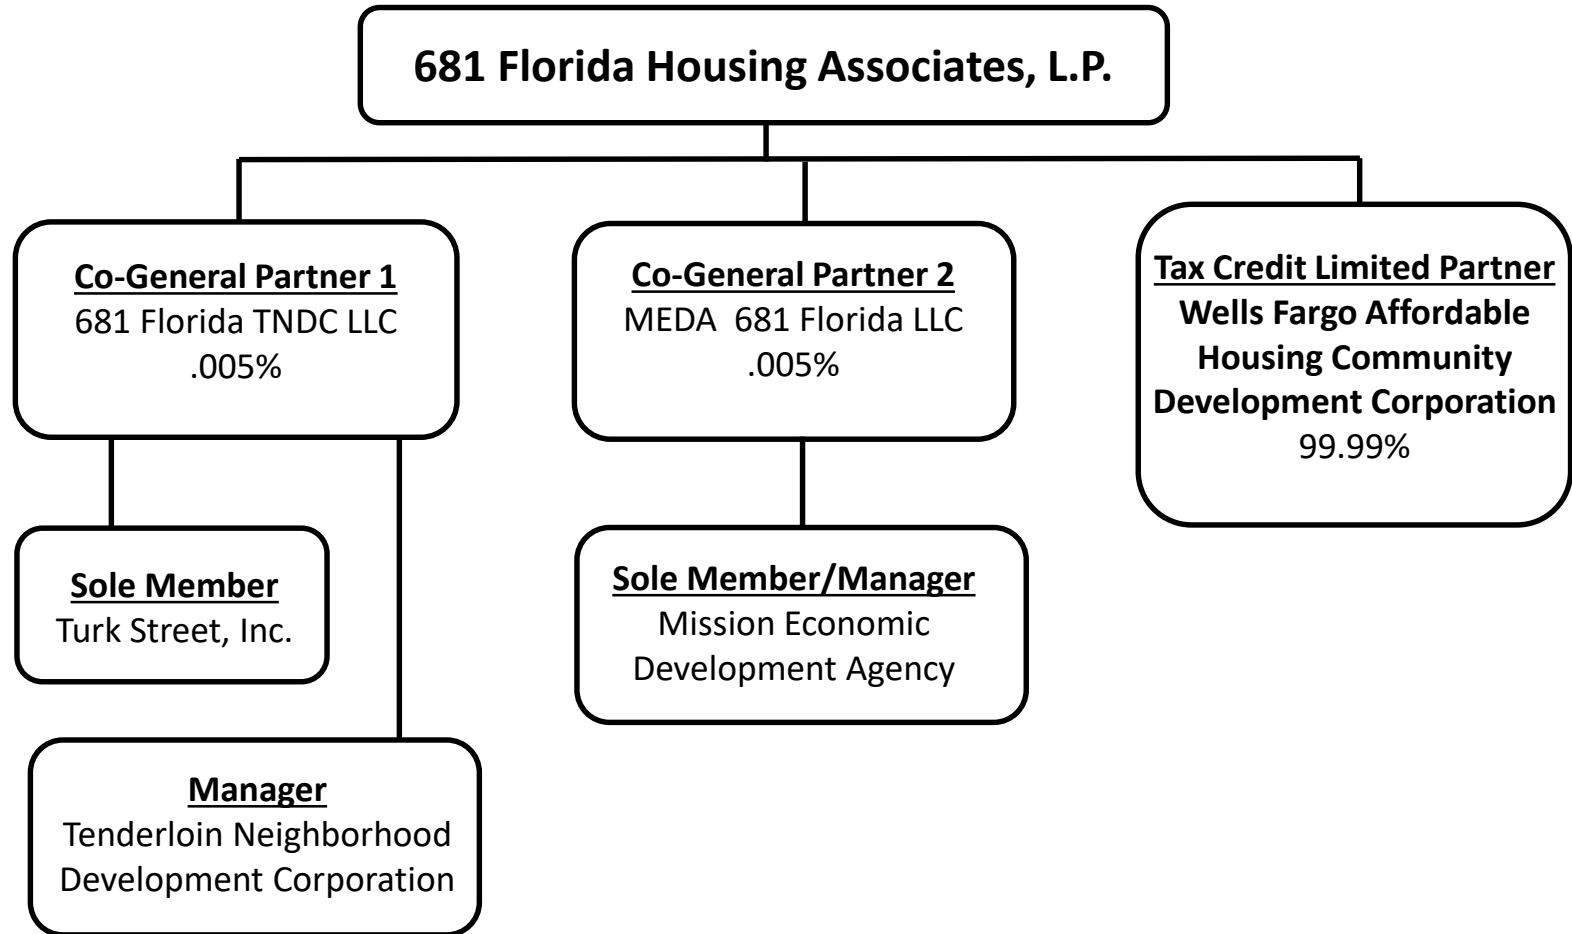 681 Florida Housing Associates, L.P.
Co-General Partner 1
681 Florida TNDC LLC
.005%
Co-General Partner 2
MEDA  681 Florida LLC
.005%
Tax Credit Limited Partner
Wells Fargo Affordable
Housing Community
Development Corporation
99.99%
Sole Member
Turk Street, Inc.
Sole Member/Manager
Mission Economic
Development Agency
Manager
Tenderloin Neighborhood
Development Corporation